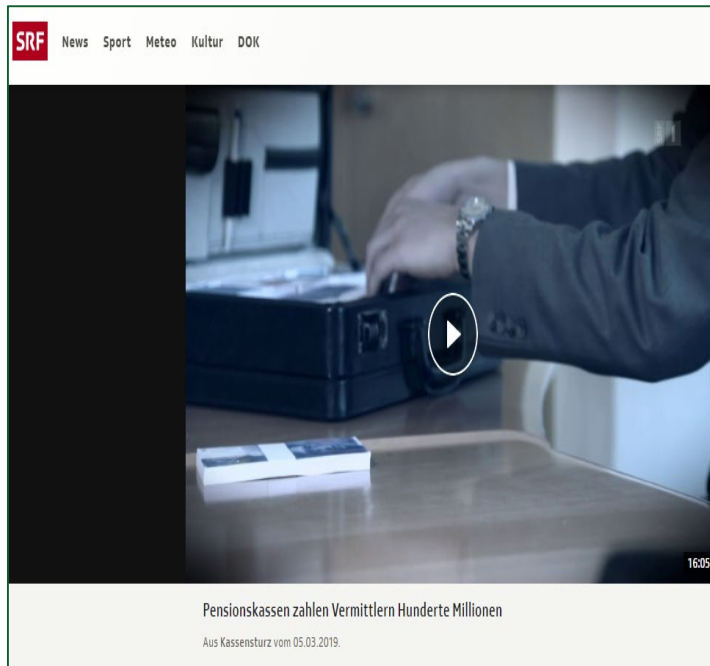 SRF News Sport Meteo Kultur DOK
16:05
Pensionskassen zahlen Vermittlern Hunderte Millionen
Aus Kassensturz vom 05.03.2019.